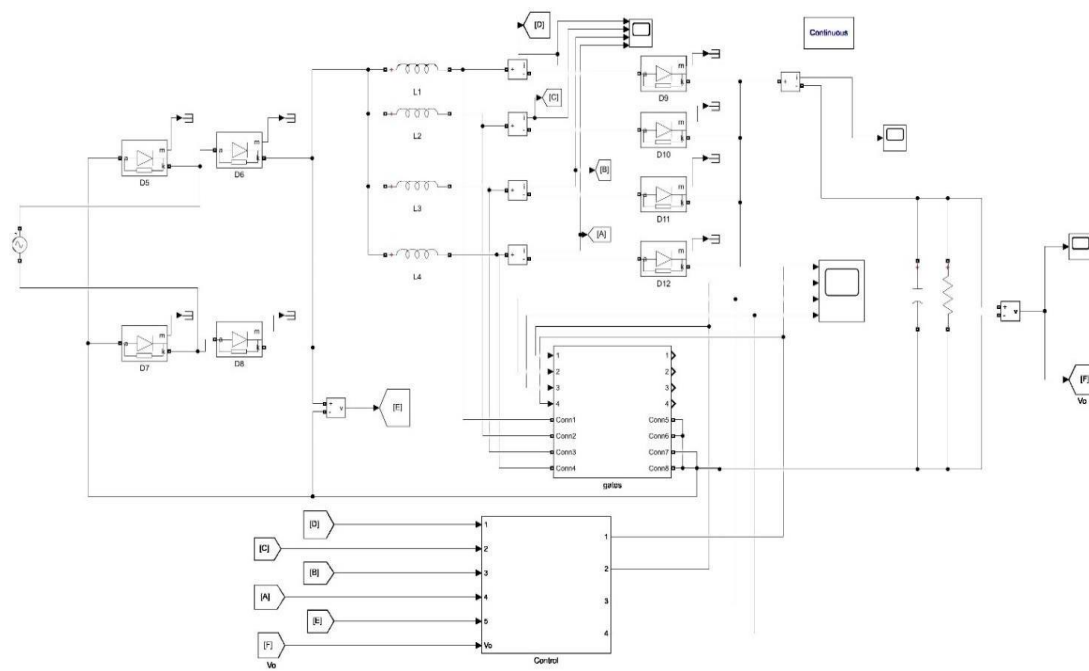 [D]
Continuous
i
+
-
m
a
k
D9
L1
[C]
i
+
-
m
a
k
D10
L2
i
+
-
m
a
k
D5
m
a
k
D6
[B]
m
a
k
D11
L3
i
+
-
[A]
m
a
k
D12
L4
i
+
-
m
a
k
D7
m
a
k
D8
+
-
v
[E]
+
-
v
[F]
Vo
1 1
2 2
3 3
4 4
Conn1 Conn5
Conn2 Conn6
Conn3 Conn7
Conn4 Conn8
gates
[D] 1
1
[C] 2
2
[B] 3
3
[A] 4
4
[E] 5
[F] Vo
Vo
Control